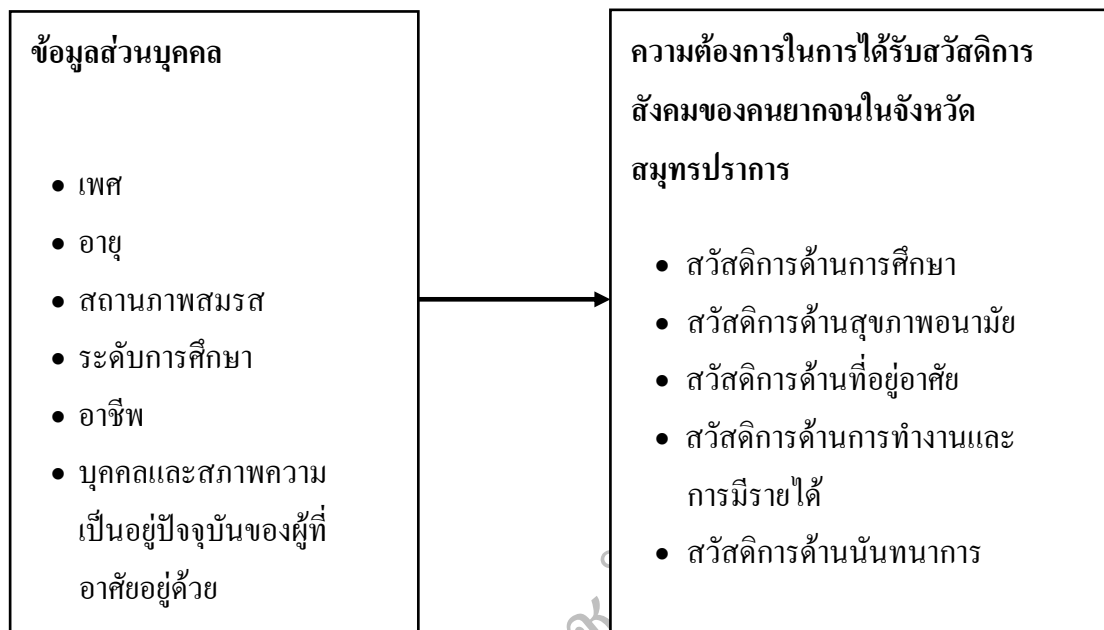 ข้อมูลส่วนบุคคล
• เพศ
• อายุ
• สถานภาพสมรส
• ระดับการศึกษา
• อาชีพ
• บุคคลและสภาพความ
เป็นอยู่ปัจจุบันของผู้ที่
อาศัยอยู่ด้วย
ความต้องการในการได้รับสวัสดิการ
สังคมของคนยากจนในจังหวัด
สมุทรปราการ
• สวัสดิการด้านการศึกษา
• สวัสดิการด้านสุขภาพอนามัย
• สวัสดิการด้านที่อยู่อาศัย
• สวัสดิการด้านการทำงานและ
การมีรายได้
• สวัสดิการด้านนันทนาการ